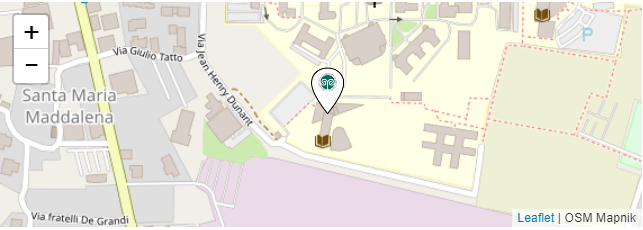 +
−
Via Giulio Tatto
Via Jean Henry Dunant
Santa Maria
Maddalena
P
Via fratelli De Grandi
Leaflet | OSM Mapnik